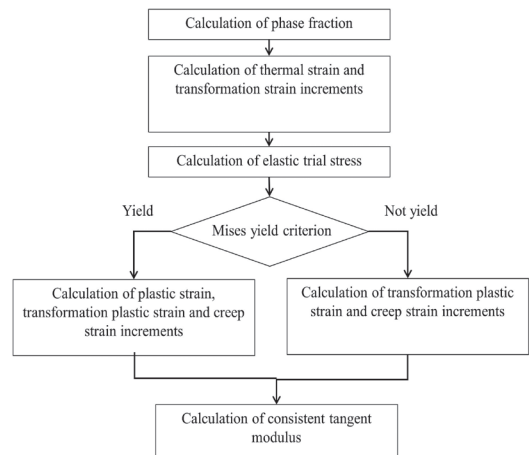 Calculation of phase fraction
Calculation of thermal strain and
transformation strain increments
Calculation of elastic trial stress
Yield
Not yield
Mises yield criterion
Calculation of plastic strain,
transformation plastic strain and creep
strain increments
Calculation of transformation plastic
strain and creep strain increments
Calculation of consistent tangent
modulus